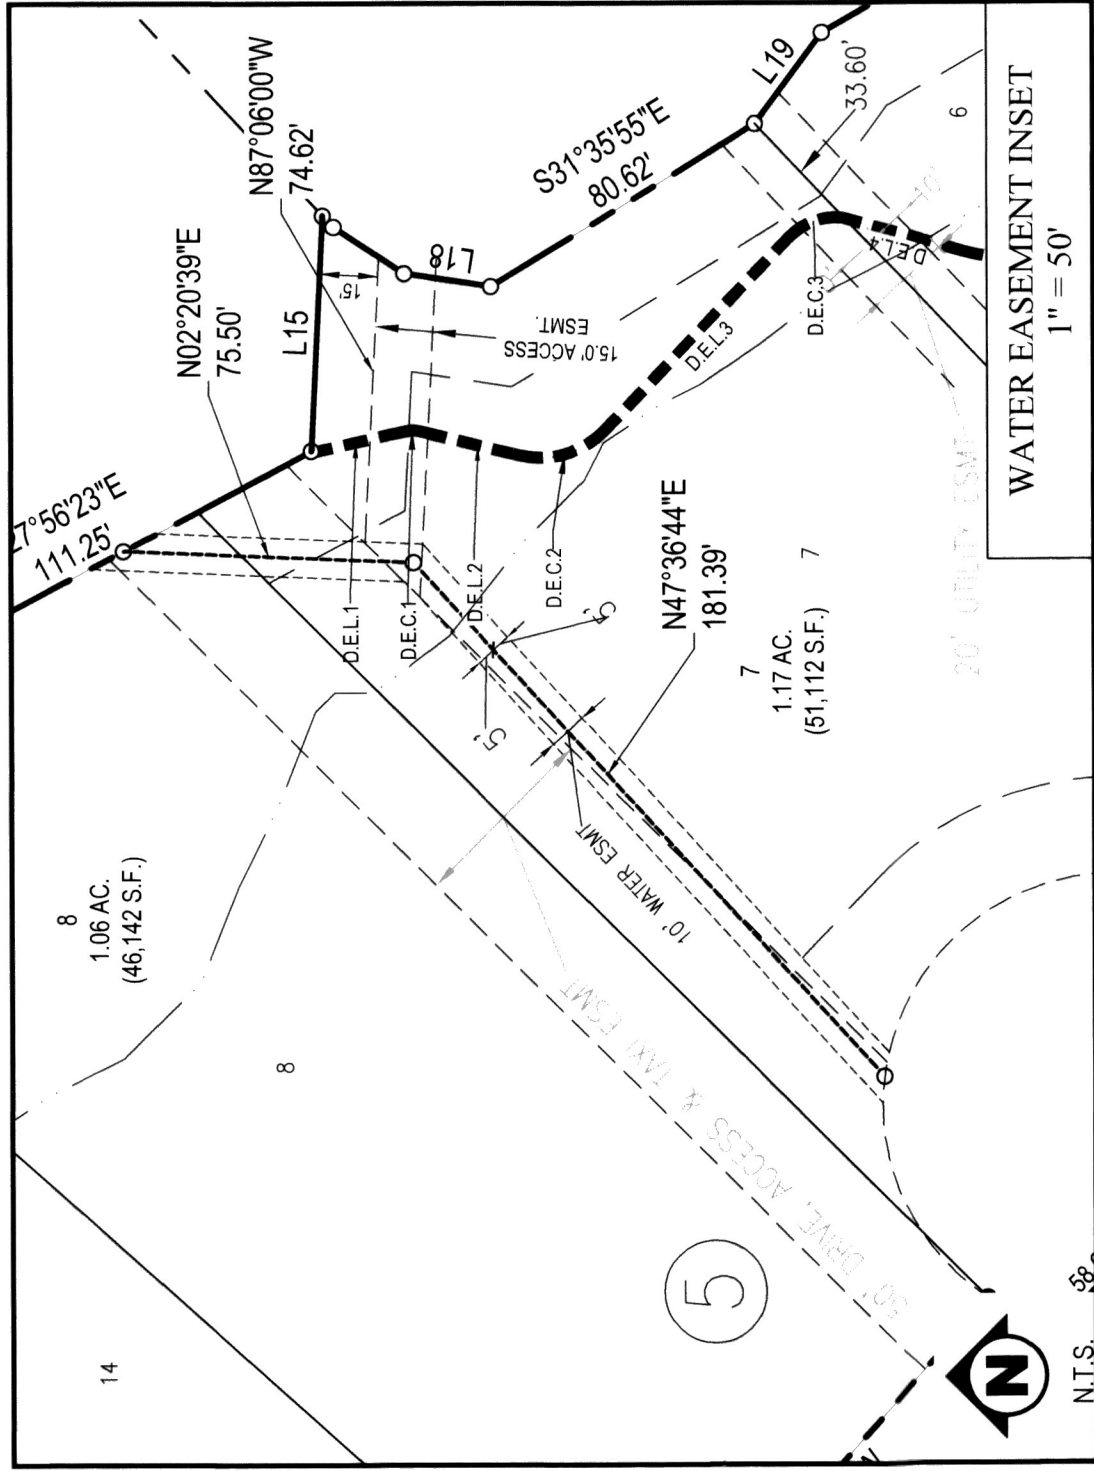 N87°06'00"W
74.62'
N02°20'39"E
75.50'
L15
15'
L18
S31°35'55"E
80.62'
L19
33.60'
6
27°56'23"E
111.25'
15.0' ACCESS
ESMT.
D.E.L.1
D.E.C.1
D.E.L.2
D.E.C.2
D.E.L.3
D.E.C.3
D.E.L.4
10'
5'
5'
N47°36'44"E
181.39'
10' WATER ESMT
7
1.17 AC.
(51,112 S.F.)
7
20' UTILITY ESMT
8
1.06 AC.
(46,142 S.F.)
8
50' DRIVE, ACCESS & TAXI ESMT
5
14
N
N.T.S.
WATER EASEMENT INSET
1" = 50'